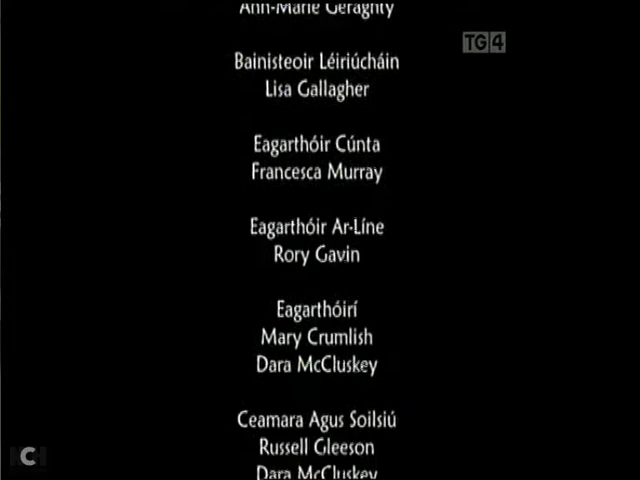 Ann-Marie Geraghty
TG4
Bainisteoir Léiriúcháin
Lisa Gallagher
Eagarthóir Cúnta
Francesca Murray
Eagarthóir Ar-Líne
Rory Gavin
Eagarthóirí
Mary Crumlish
Dara McCluskey
Ceamara Agus Soilsiú
Russell Gleeson
Dara McCluskey
C